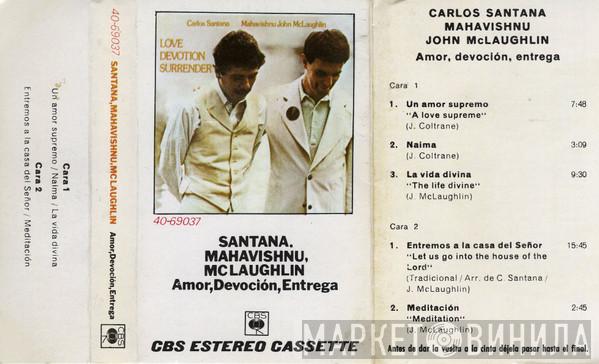 Cara 1
"Un amor supremo / Naima / La vida divina
Cara 2
Entremos a la casa del Señor / Meditación
40-69037
SANTANA, MAHAVISHNU, MCLAUGHLIN
Amor, Devoción, Entrega
CBS
Carlos Santana Mahavishnu John McLaughlin
LOVE
DEVOTION
SURRENDER
40-69037
SANTANA.
MAHAVISHNU,
MCLAUGHLIN
Amor, Devoción, Entrega
CBS
CBS ESTEREO CASSETTE
CARLOS SANTANA
MAHAVISHNU
JOHN McLAUGHLIN
Amor, devoción, entrega
Cara 1
1. Un amor supremo 7:48
"A love supreme"
(J. Coltrane)
2. Naima 3:09
(J. Coltrane)
3. La vida divina 9:30
"The life divine"
(J. McLaughlin)
Cara 2
1. Entremos a la casa del Señor 15:45
"Let us go into the house of the
Lord"
(Tradicional / Arr. de C. Santana /
J. McLaughlin)
2. Meditación 2:45
"Meditation"
(J. McLaughlin)
Antes de dar la vuelta a la cinta déjela pasar hasta el final.
МАРКЕТ ВИНИЛА